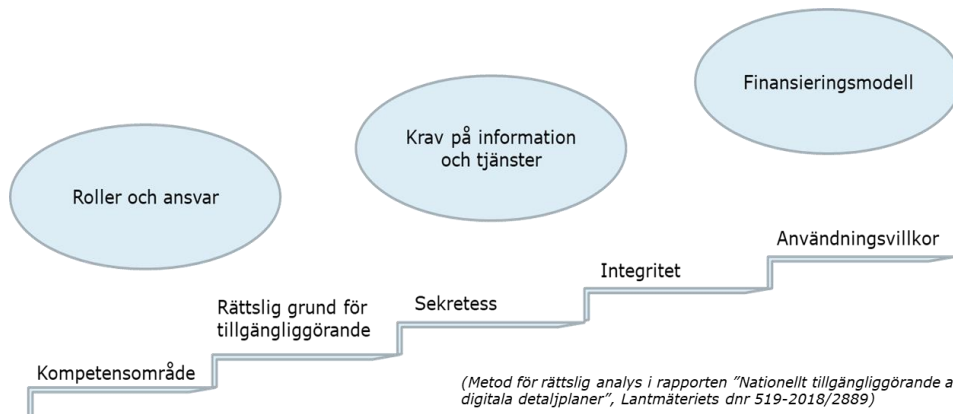 Finansieringsmodell
Krav på information
och tjänster
Roller och ansvar
Användningsvillkor
Integritet
Sekretess
Rättslig grund för
tillgängliggörande
Kompetensområde
(Metod för rättslig analys i rapporten ”Nationellt tillgängliggörande a
digitala detaljplaner”, Lantmäteriets dnr 519-2018/2889)